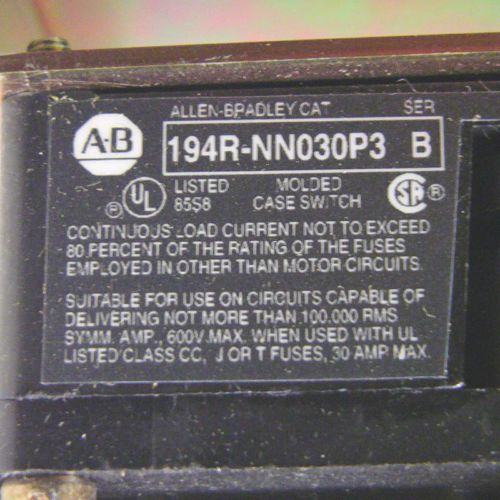 ALLEN-BRADLEY CAT SER
A-B 194R-NN030P3 B
UL ® LISTED MOLDED SA ®
85S8 CASE SWITCH
CONTINUOUS LOAD CURRENT NOT TO EXCEED
80 PERCENT OF THE RATING OF THE FUSES
EMPLOYED IN OTHER THAN MOTOR CIRCUITS.
SUITABLE FOR USE ON CIRCUITS CAPABLE OF
DELIVERING NOT MORE THAN 100.000 RMS
SYMM. AMP., 600V.MAX. WHEN USED WITH UL
LISTED/CLASS CC, J OR T FUSES, 30 AMP MAX.